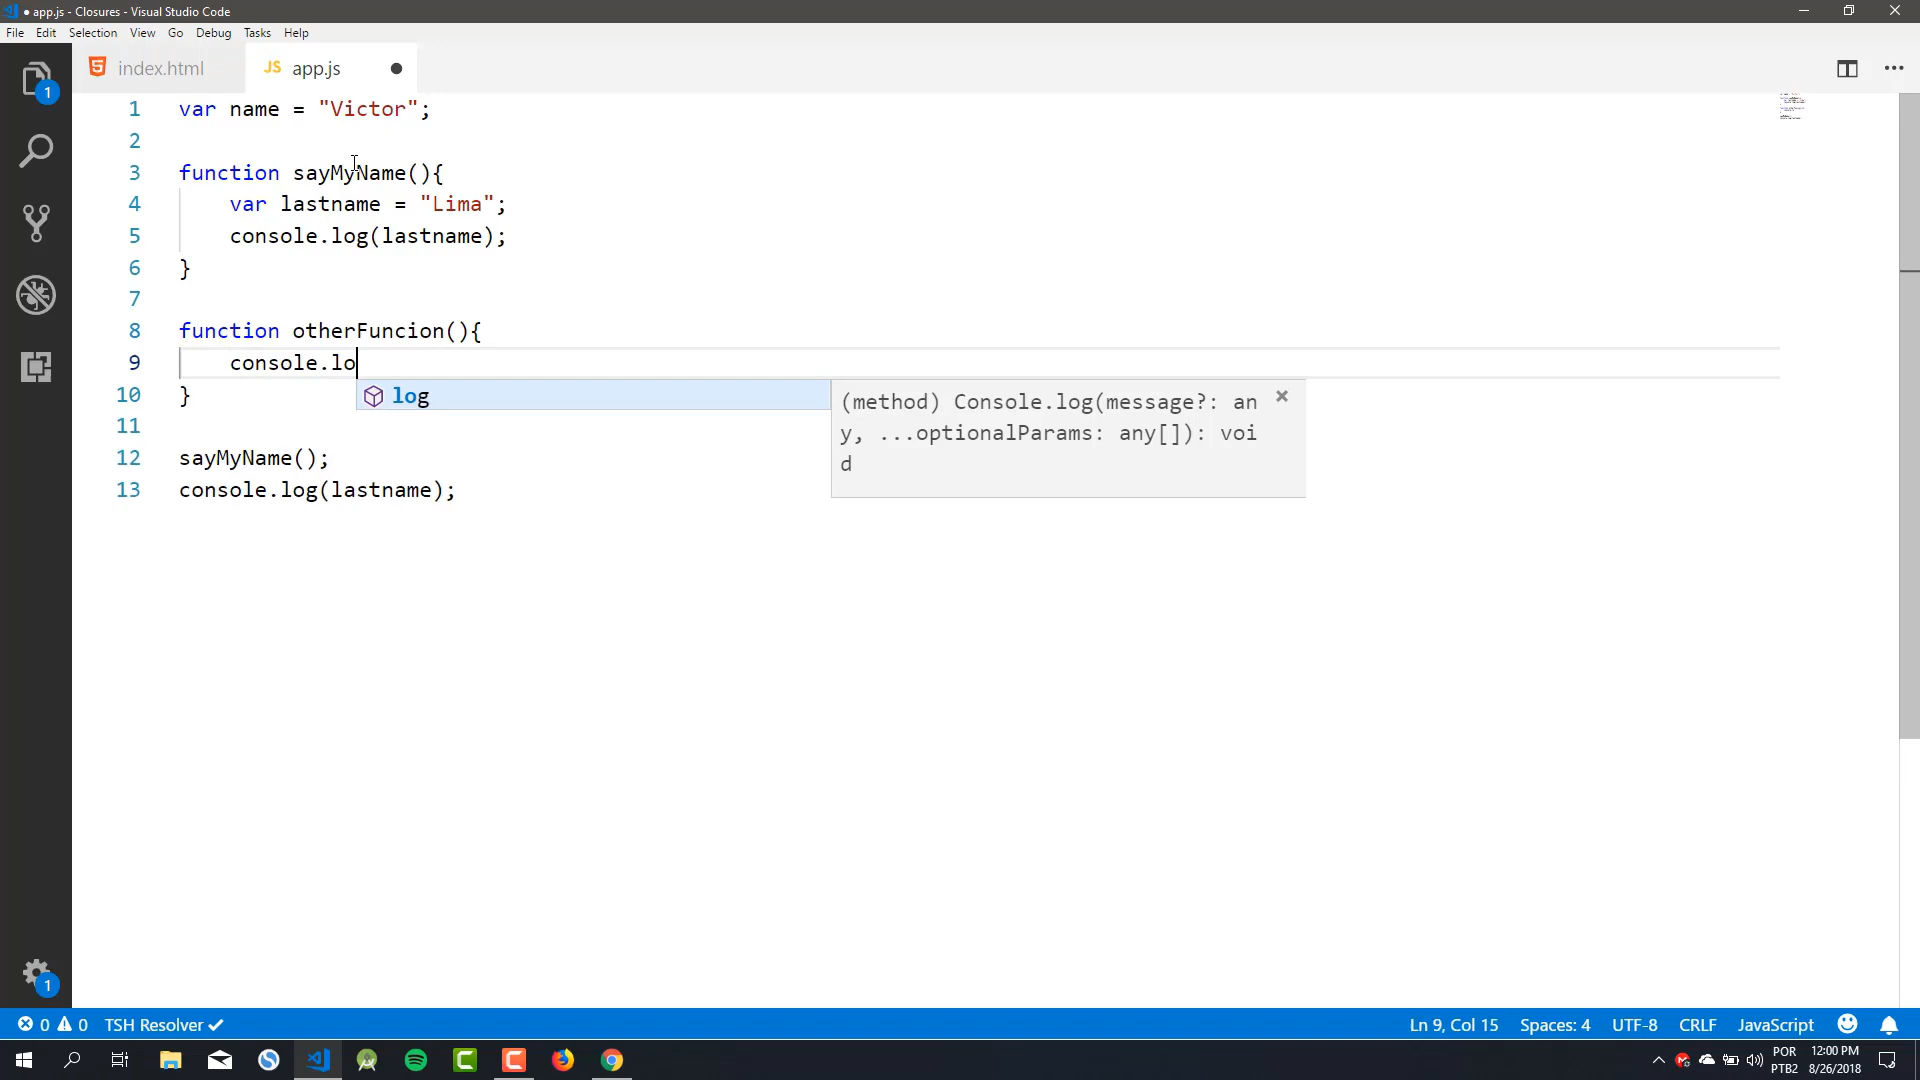 ● app.js - Closures - Visual Studio Code
File Edit Selection View Go Debug Tasks Help
1
index.html
JS app.js ●
1 var name = "Victor";
2
3 function sayMyName(){
4     var lastname = "Lima";
5     console.log(lastname);
6 }
7
8 function otherFuncion(){
9     console.lo
log
(method) Console.log(message?: an
y, ...optionalParams: any[]): voi
d
10 }
11
12 sayMyName();
13 console.log(lastname);
1
0 0 TSH Resolver Ln 9, Col 15 Spaces: 4 UTF-8 CRLF JavaScript
POR 12:00 PM
PTB2 8/26/2018